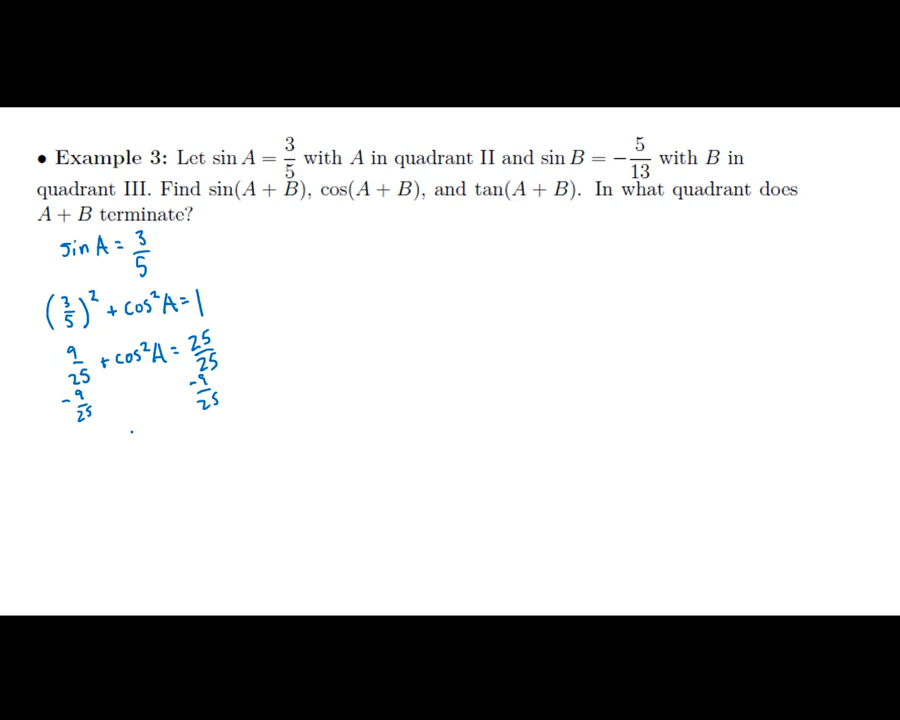 • Example 3: Let sin A = 3/5 with A in quadrant II and sin B = −5/13 with B in
quadrant III. Find sin(A + B), cos(A + B), and tan(A + B). In what quadrant does
A + B terminate?
sin A = 3/5
(3/5)² + cos²A = 1
9/25 + cos²A = 25/25
-9/25 -9/25